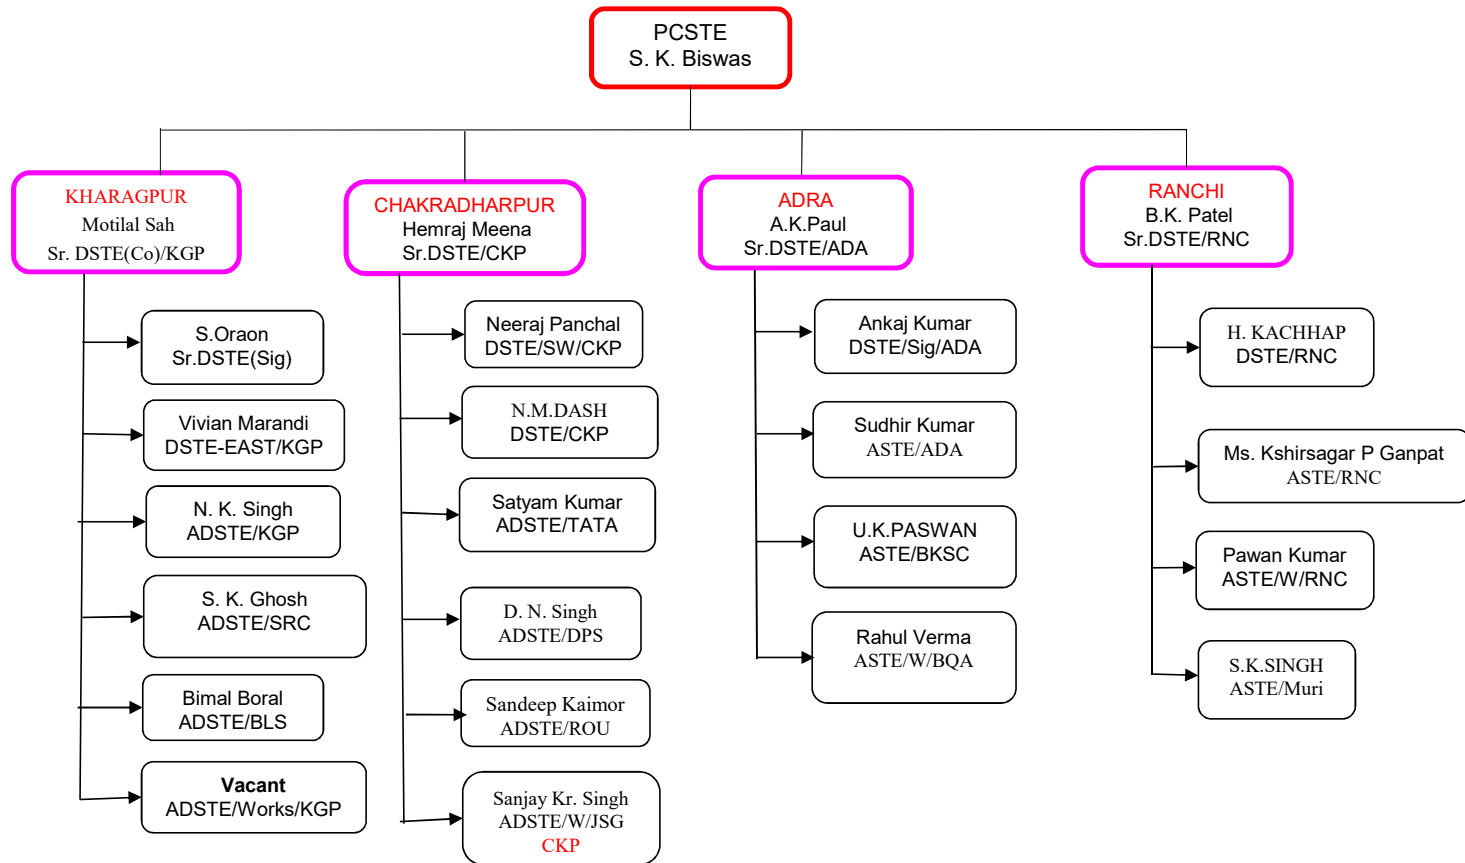 PCSTE
S. K. Biswas
KHARAGPUR
Motilal Sah
Sr. DSTE(Co)/KGP
S.Oraon
Sr.DSTE(Sig)
Vivian Marandi
DSTE-EAST/KGP
N. K. Singh
ADSTE/KGP
S. K. Ghosh
ADSTE/SRC
Bimal Boral
ADSTE/BLS
Vacant
ADSTE/Works/KGP
CHAKRADHARPUR
Hemraj Meena
Sr.DSTE/CKP
Neeraj Panchal
DSTE/SW/CKP
N.M.DASH
DSTE/CKP
Satyam Kumar
ADSTE/TATA
D. N. Singh
ADSTE/DPS
Sandeep Kaimor
ADSTE/ROU
Sanjay Kr. Singh
ADSTE/W/JSG
CKP
ADRA
A.K.Paul
Sr.DSTE/ADA
Ankaj Kumar
DSTE/Sig/ADA
Sudhir Kumar
ASTE/ADA
U.K.PASWAN
ASTE/BKSC
Rahul Verma
ASTE/W/BQA
RANCHI
B.K. Patel
Sr.DSTE/RNC
H. KACHHAP
DSTE/RNC
Ms. Kshirsagar P Ganpat
ASTE/RNC
Pawan Kumar
ASTE/W/RNC
S.K.SINGH
ASTE/Muri